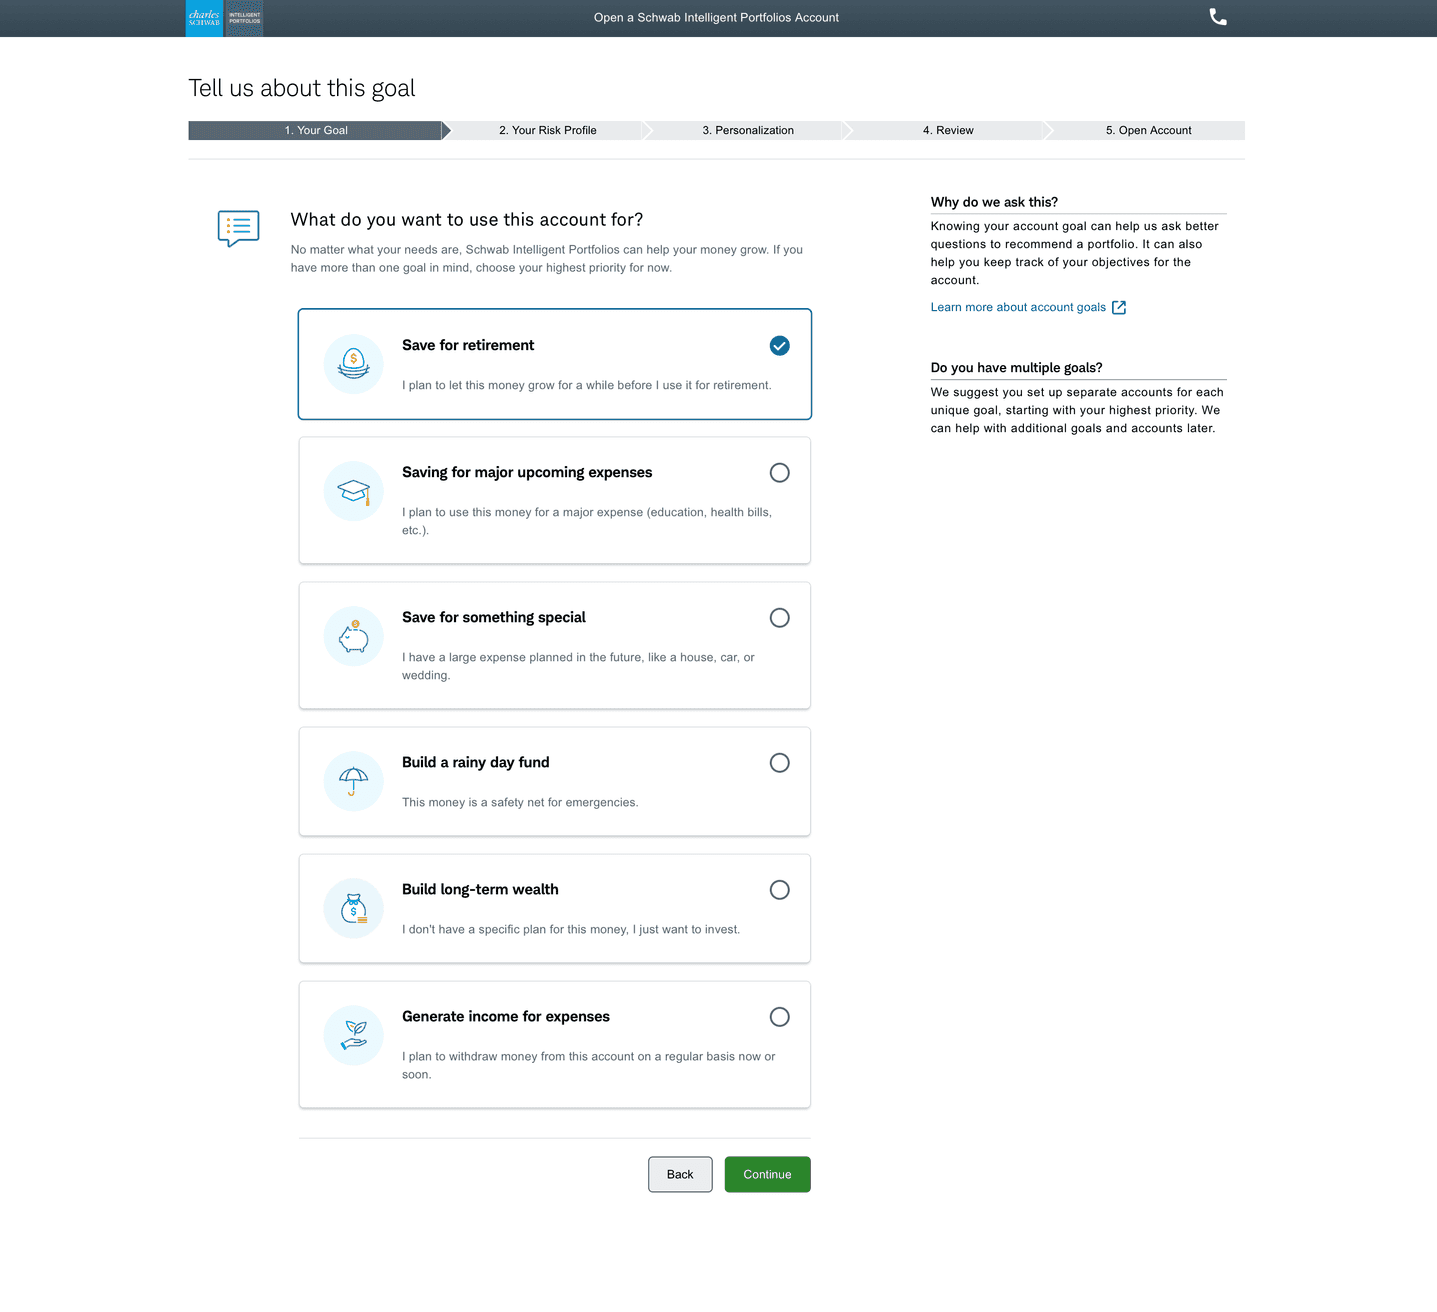 charles
SCHWAB
INTELLIGENT
PORTFOLIOS
Open a Schwab Intelligent Portfolios Account
Tell us about this goal
1. Your Goal
2. Your Risk Profile
3. Personalization
4. Review
5. Open Account
What do you want to use this account for?
No matter what your needs are, Schwab Intelligent Portfolios can help your money grow. If you
have more than one goal in mind, choose your highest priority for now.
Save for retirement
I plan to let this money grow for a while before I use it for retirement.
Saving for major upcoming expenses
I plan to use this money for a major expense (education, health bills,
etc.).
Save for something special
I have a large expense planned in the future, like a house, car, or
wedding.
Build a rainy day fund
This money is a safety net for emergencies.
Build long-term wealth
I don't have a specific plan for this money, I just want to invest.
Generate income for expenses
I plan to withdraw money from this account on a regular basis now or
soon.
Back
Continue
Why do we ask this?
Knowing your account goal can help us ask better
questions to recommend a portfolio. It can also
help you keep track of your objectives for the
account.
Learn more about account goals
Do you have multiple goals?
We suggest you set up separate accounts for each
unique goal, starting with your highest priority. We
can help with additional goals and accounts later.